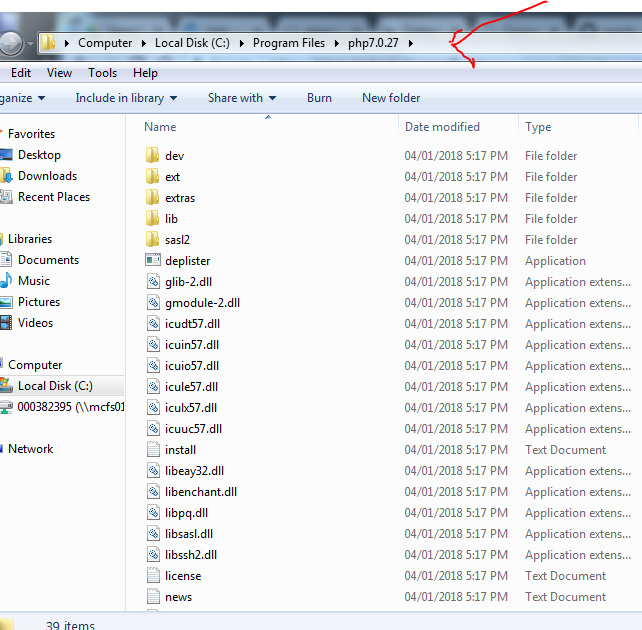 Computer Local Disk (C:) Program Files php7.0.27
Edit View Tools Help
ganize Include in library Share with Burn New folder
Favorites
Desktop
Downloads
Recent Places
Libraries
Documents
Music
Pictures
Videos
Computer
Local Disk (C:)
000382395 (\\mcfs01
Network
Name Date modified Type
dev 04/01/2018 5:17 PM File folder
ext 04/01/2018 5:17 PM File folder
extras 04/01/2018 5:17 PM File folder
lib 04/01/2018 5:17 PM File folder
sasl2 04/01/2018 5:17 PM File folder
deplister 04/01/2018 5:17 PM Application
glib-2.dll 04/01/2018 5:17 PM Application extens...
gmodule-2.dll 04/01/2018 5:17 PM Application extens...
icudt57.dll 04/01/2018 5:17 PM Application extens...
icuin57.dll 04/01/2018 5:17 PM Application extens...
icuio57.dll 04/01/2018 5:17 PM Application extens...
icule57.dll 04/01/2018 5:17 PM Application extens...
iculx57.dll 04/01/2018 5:17 PM Application extens...
icuuc57.dll 04/01/2018 5:17 PM Application extens...
install 04/01/2018 5:17 PM Text Document
libeay32.dll 04/01/2018 5:17 PM Application extens...
libenchant.dll 04/01/2018 5:17 PM Application extens...
libpq.dll 04/01/2018 5:17 PM Application extens...
libsasl.dll 04/01/2018 5:17 PM Application extens...
libssh2.dll 04/01/2018 5:17 PM Application extens...
license 04/01/2018 5:17 PM Text Document
news 04/01/2018 5:17 PM Text Document
39 items